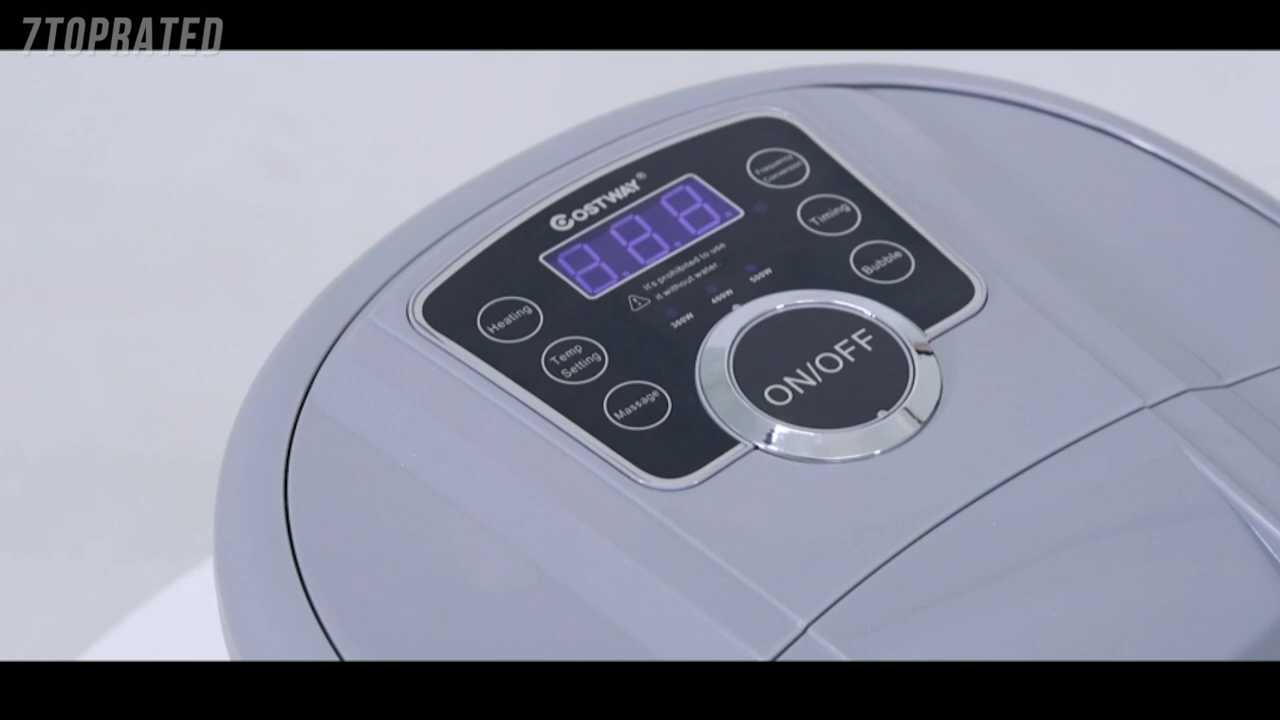 7TOPRATED
COSTWAY®
8.8.8.
Frequency
Conversion
Timing
Bubble
It's prohibited to use
it without water.
300W 400W 500W
Heating
Temp
Setting
Massage
ON/OFF